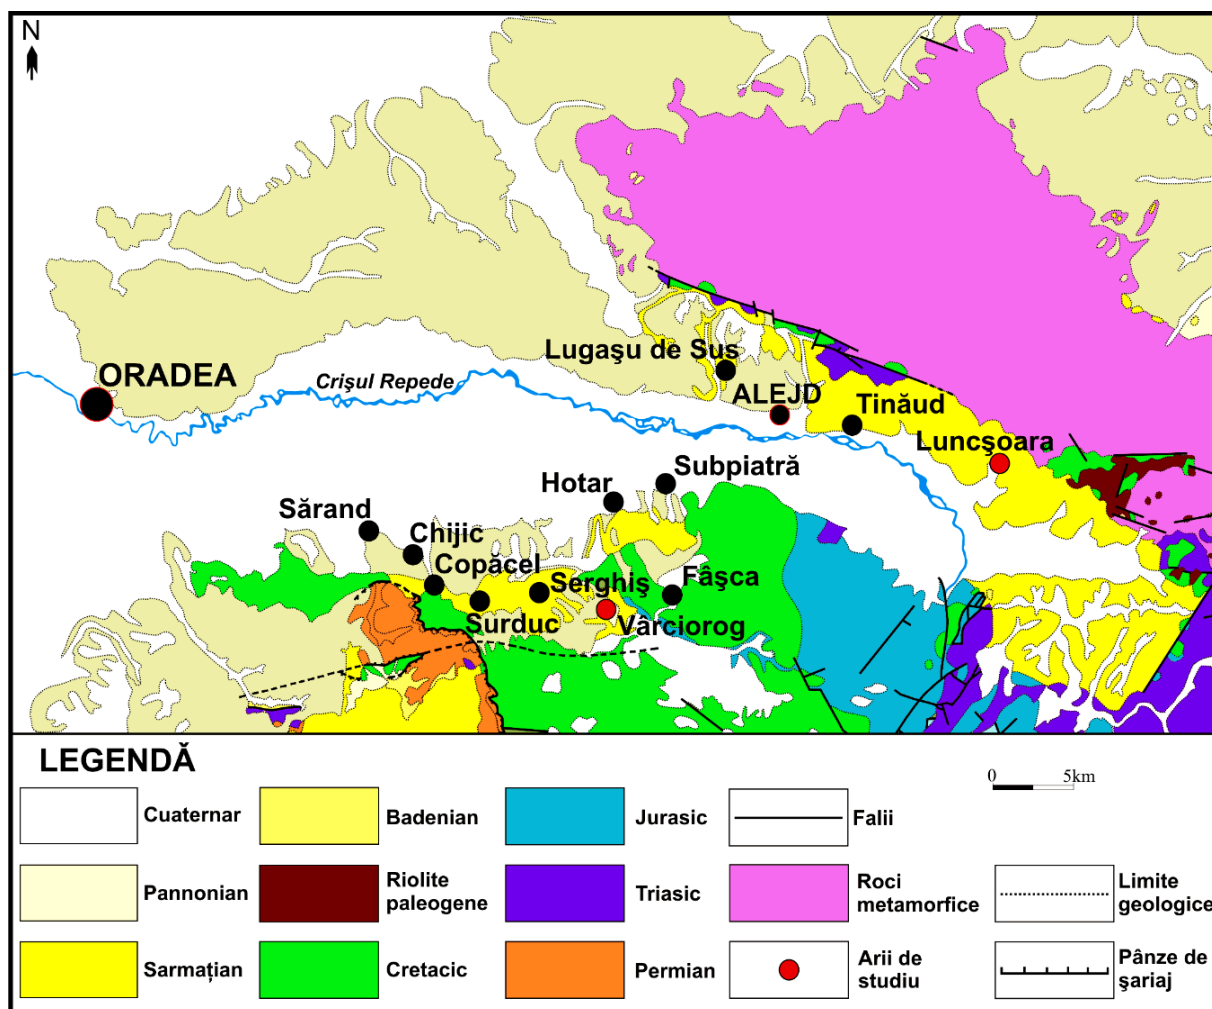 N
ORADEA
Crişul Repede
Lugaşu de Sus
ALEJD
Tinăud
Luncşoara
Subpiatră
Hotar
Sărand
Chijic
Copăcel
Serghiş
Fâşca
Surduc
Vârciorog
LEGENDĂ
0 5km
Cuaternar
Badenian
Jurasic
Falii
Pannonian
Riolite
paleogene
Triasic
Roci
metamorfice
Limite
geologice
Sarmațian
Cretacic
Permian
Arii de
studiu
Pânze de
şariaj